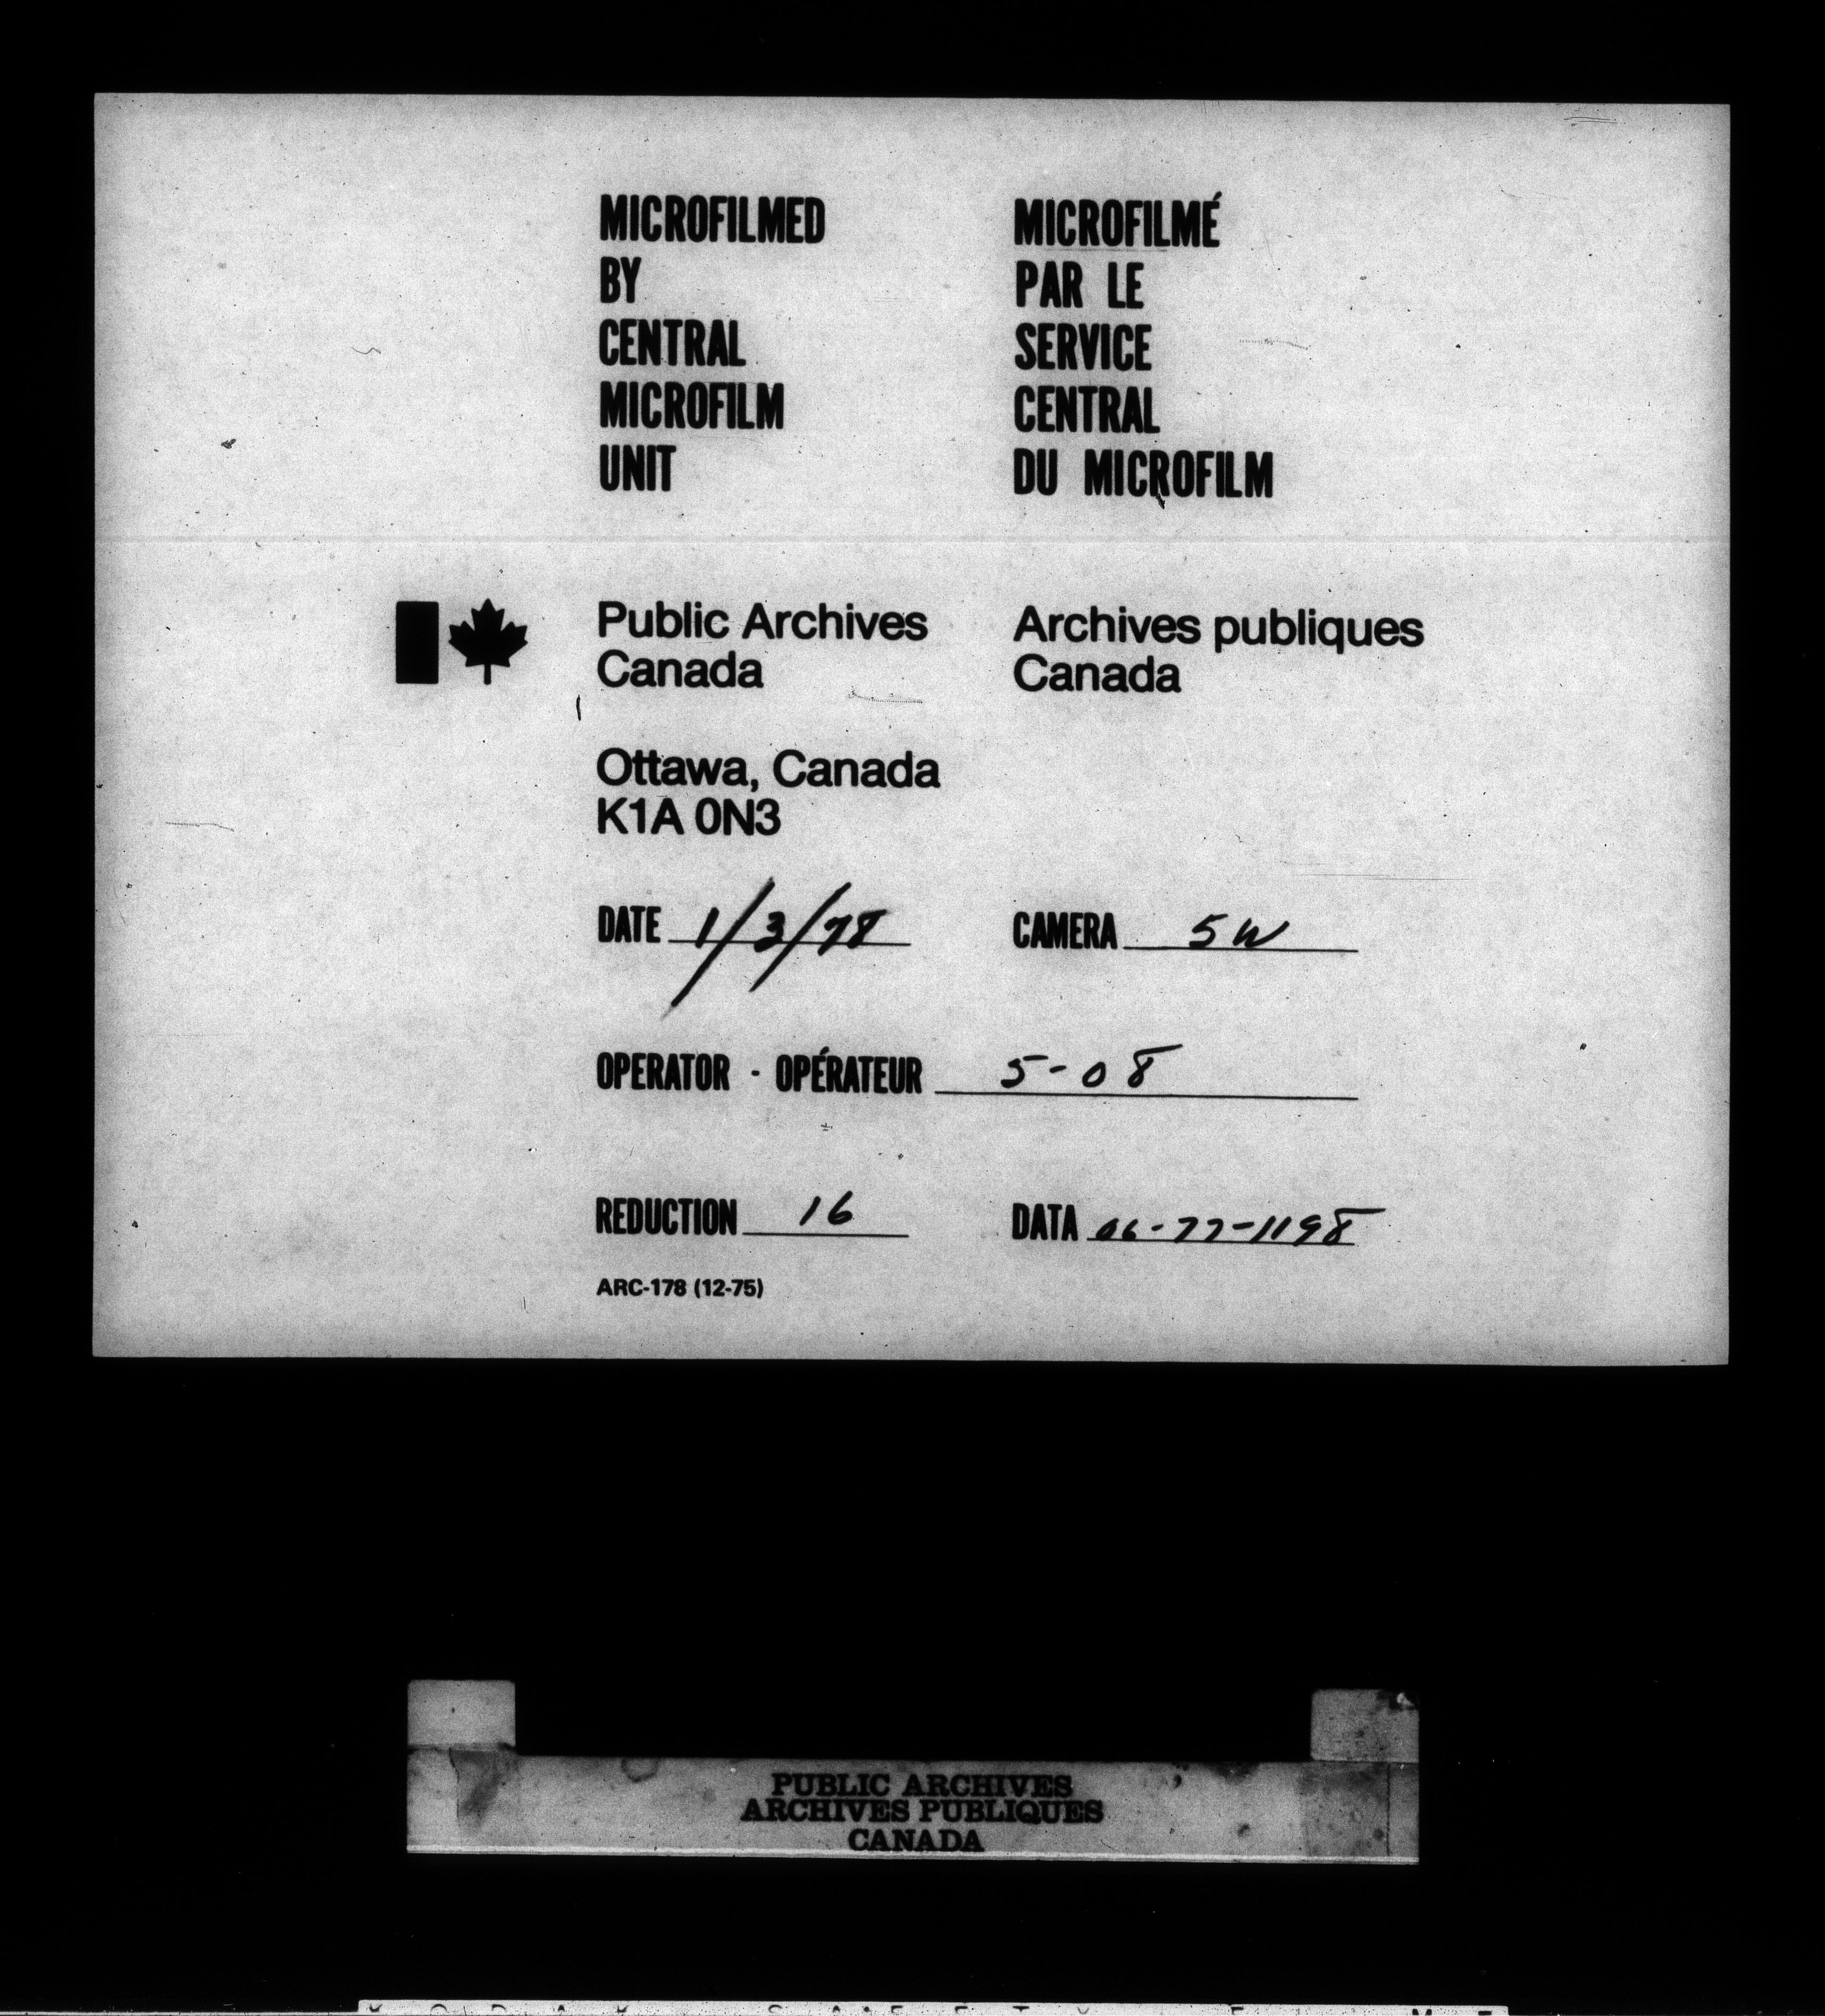 MICROFILMED
BY
CENTRAL
MICROFILM
UNIT
MICROFILMÉ
PAR LE
SERVICE
CENTRAL
DU MICROFILM
Public Archives
Canada
Archives publiques
Canada
Ottawa, Canada
K1A 0N3
DATE 1/3/78
CAMERA 5W
OPERATOR - OPÉRATEUR 5-08
REDUCTION 16
DATA 06-77-1198
ARC-178 (12-75)
PUBLIC ARCHIVES
ARCHIVES PUBLIQUES
CANADA